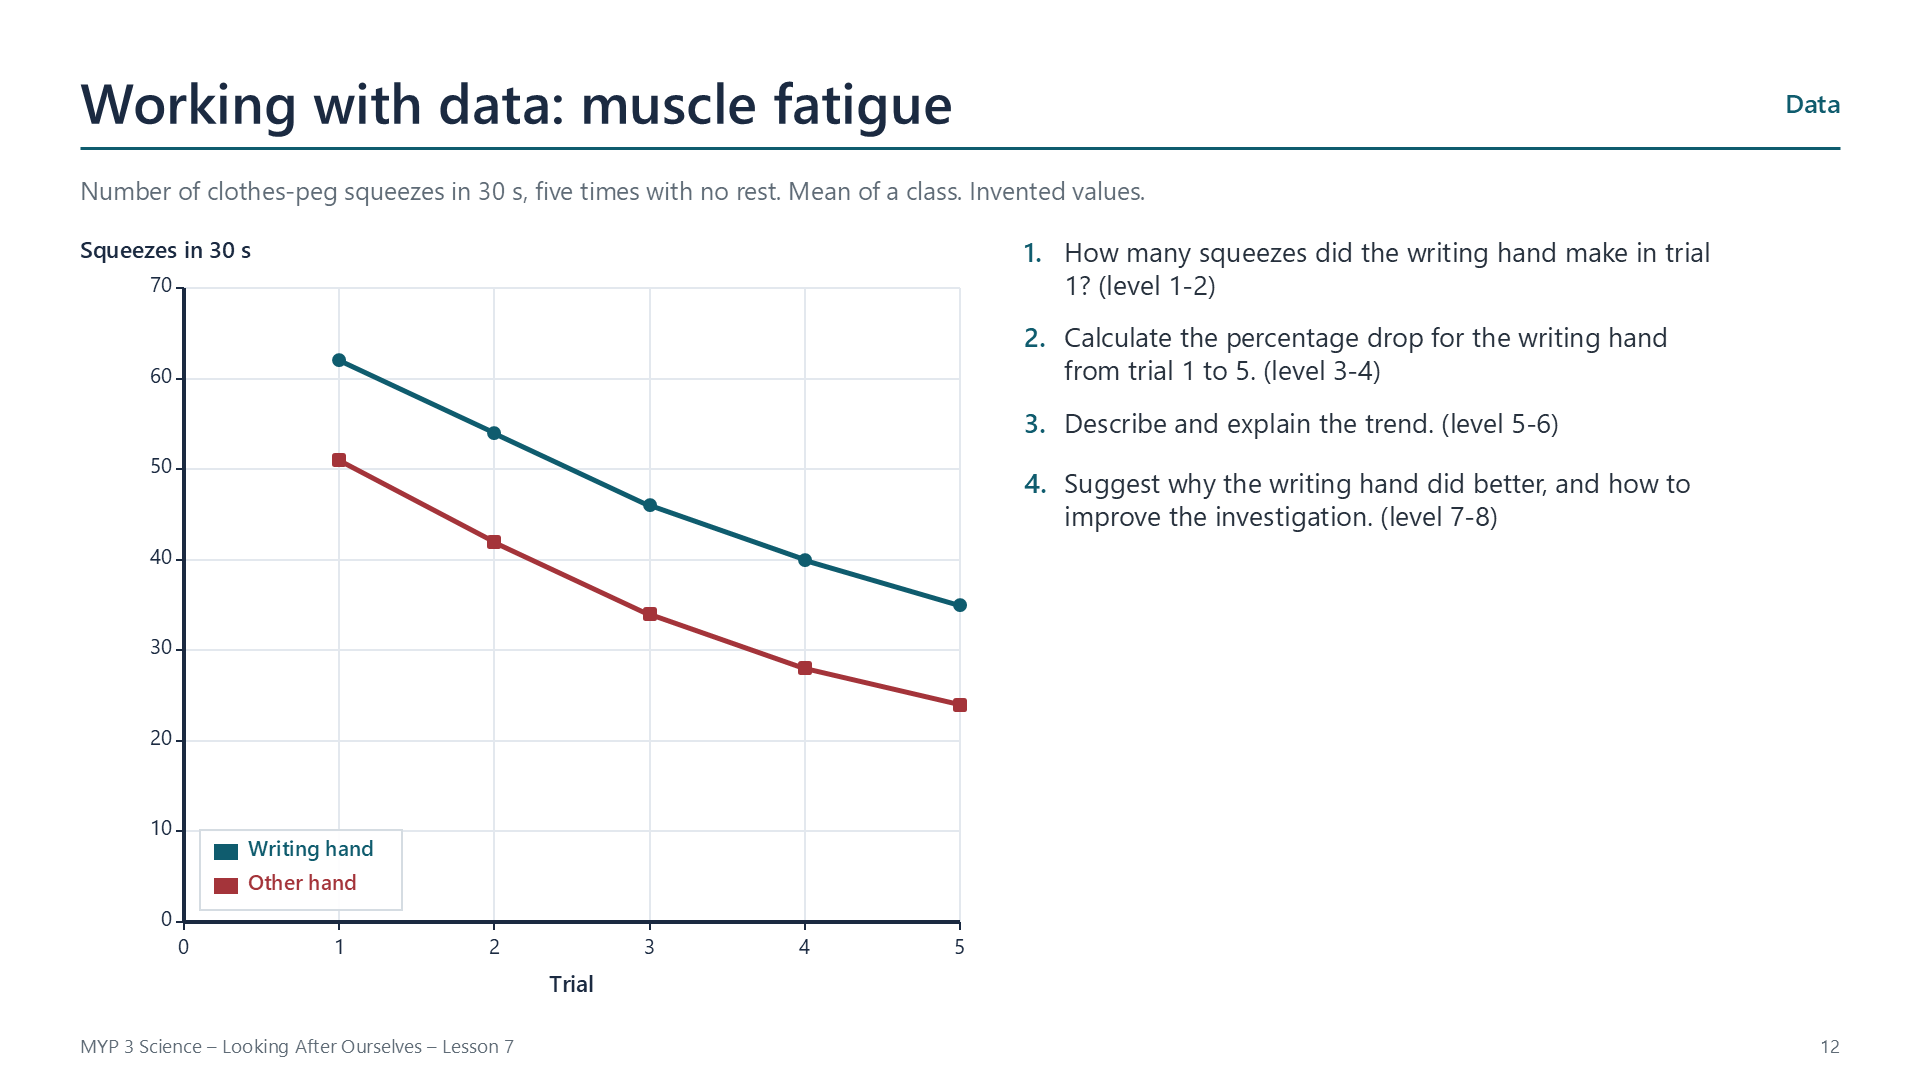 Working with data: muscle fatigue
Data
Number of clothes-peg squeezes in 30 s, five times with no rest. Mean of a class. Invented values.
Squeezes in 30 s
70
60
50
40
30
20
10
0
Writing hand
Other hand
0 1 2 3 4 5
Trial
1. How many squeezes did the writing hand make in trial
1? (level 1-2)
2. Calculate the percentage drop for the writing hand
from trial 1 to 5. (level 3-4)
3. Describe and explain the trend. (level 5-6)
4. Suggest why the writing hand did better, and how to
improve the investigation. (level 7-8)
MYP 3 Science – Looking After Ourselves – Lesson 7
12